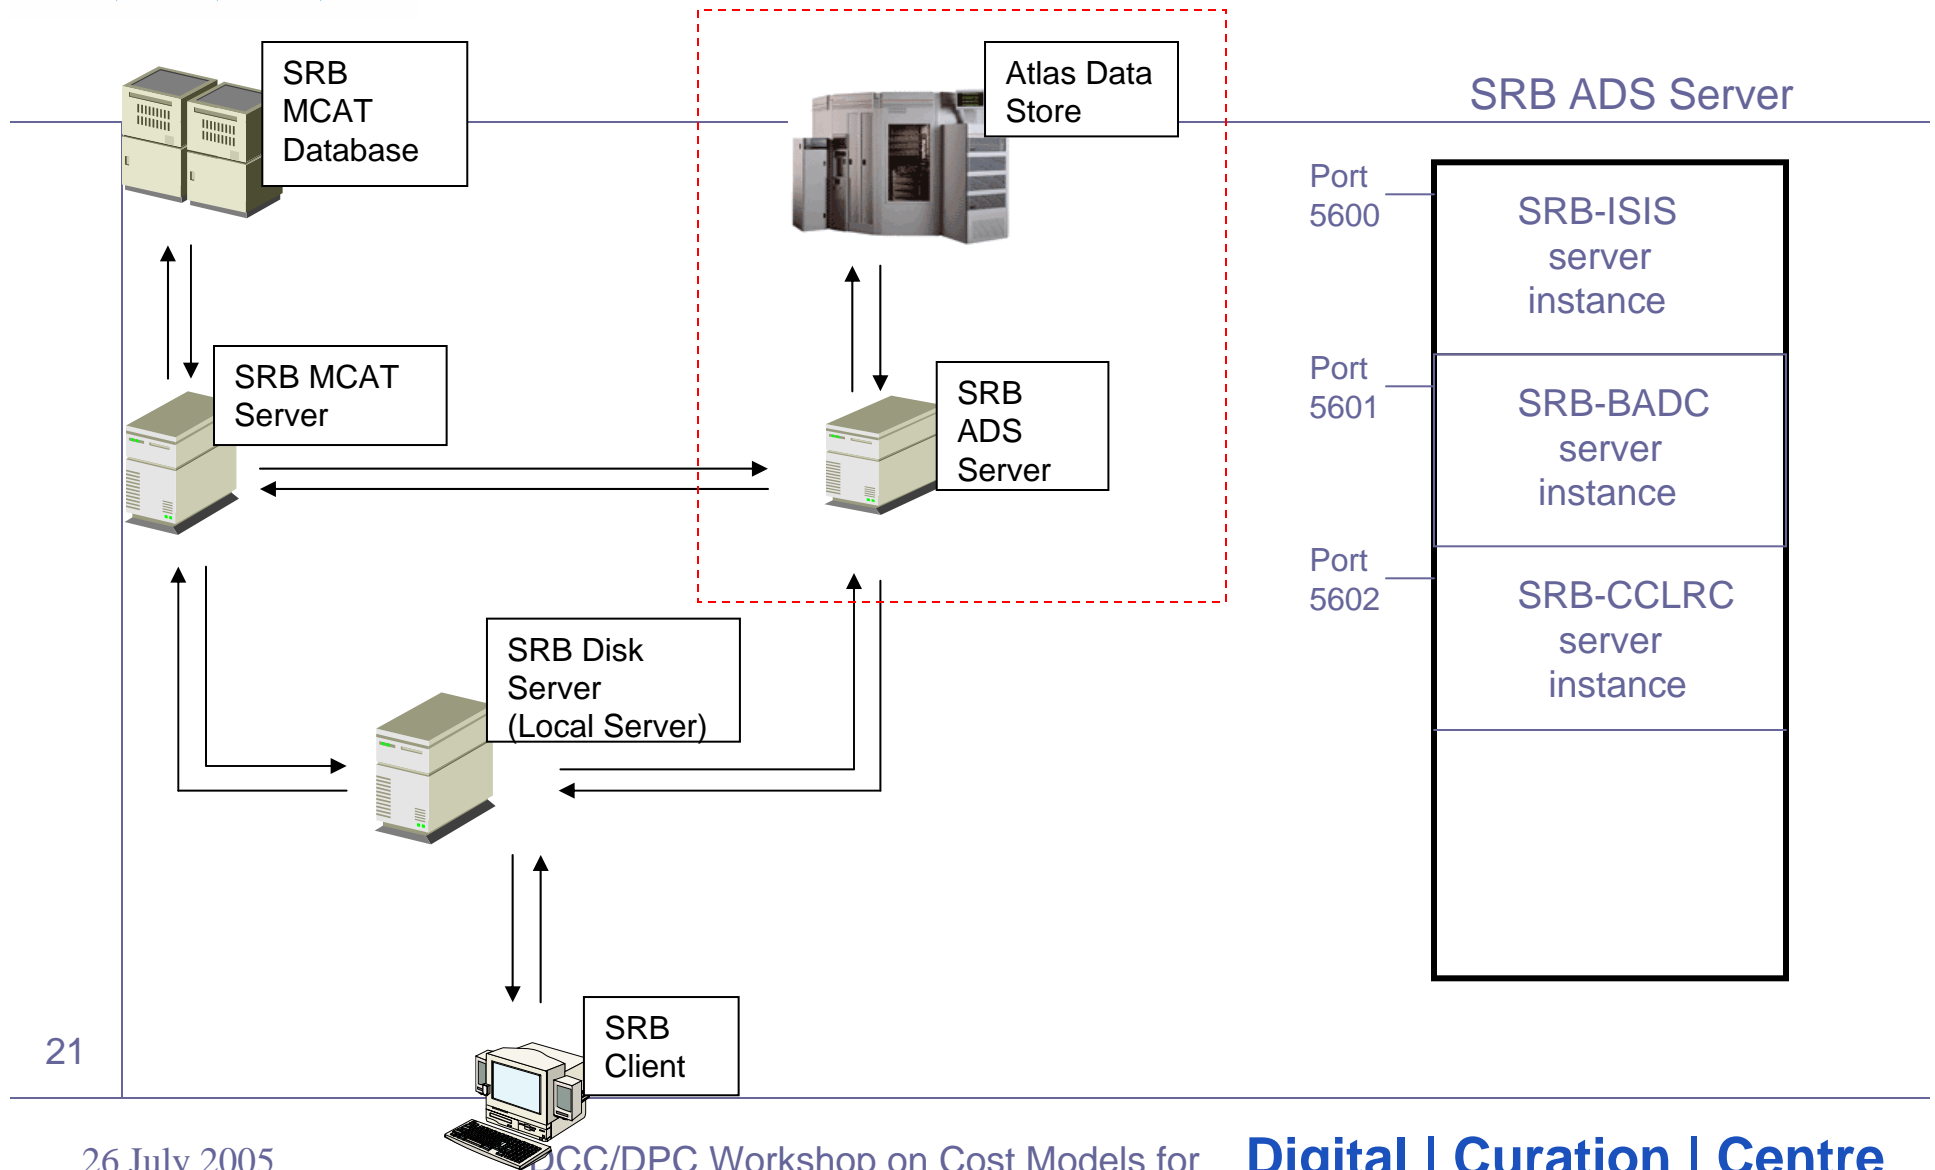 SRB
MCAT
Database
Atlas Data
Store
SRB ADS Server
Port
5600
SRB-ISIS
server
instance
SRB MCAT
Server
SRB
ADS
Server
Port
5601
SRB-BADC
server
instance
Port
5602
SRB-CCLRC
server
instance
SRB Disk
Server
(Local Server)
SRB
Client
21
26 July 2005
DCC/DPC Workshop on Cost Models for
Digital | Curation | Centre